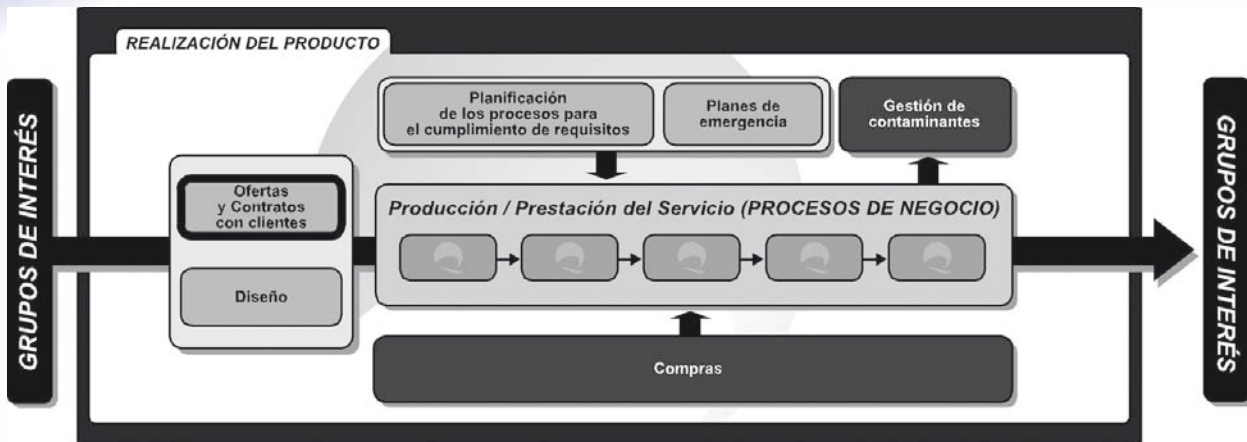 REALIZACIÓN DEL PRODUCTO
GRUPOS DE INTERÉS
Planificación
de los procesos para
el cumplimiento de requisitos
Planes de
emergencia
Gestión de
contaminantes
Ofertas
y Contratos
con clientes
Diseño
Producción / Prestación del Servicio (PROCESOS DE NEGOCIO)
Compras
GRUPOS DE INTERÉS